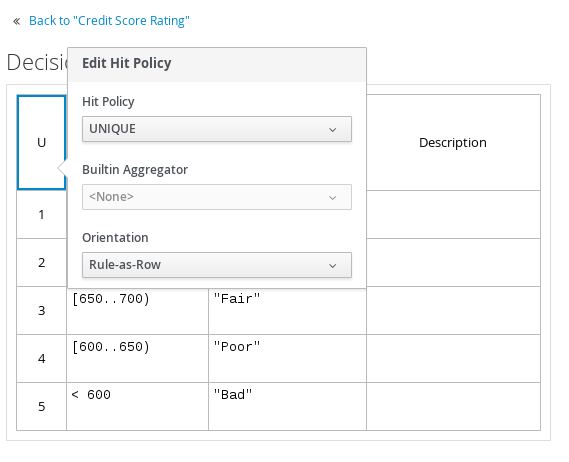 « Back to "Credit Score Rating"
Decisi
Edit Hit Policy
Hit Policy
UNIQUE
Builtin Aggregator
<None>
Orientation
Rule-as-Row
U
Description
1
2
3 [650..700) "Fair"
4 [600..650) "Poor"
5 < 600 "Bad"